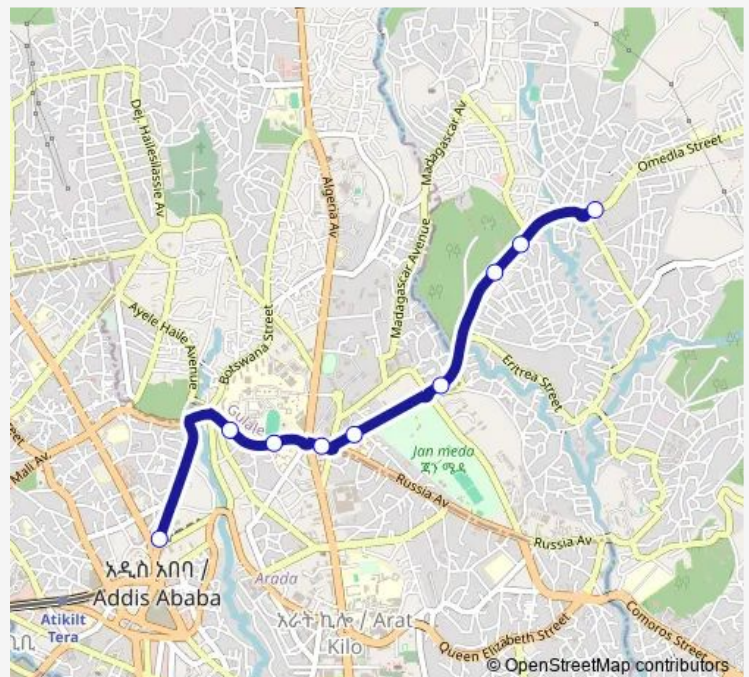 Dej. Hailesilassie Av
Algeria Av
Madagascar Av
Omedla Street
Madagascar Avenue
Ayele Haile Avenue
Botswana Street
Gulale
Eritrea Street
Jan meda
ጃን ሜዳ
Mali Av
Russia Av
Russia Av
አዲስ አበባ /
Addis Ababa
Arada
Atikilt
Tera
አራት ኪሎ / Arat
Kilo
Queen Elizabeth Street
Comoros Street
© OpenStreetMap contributors